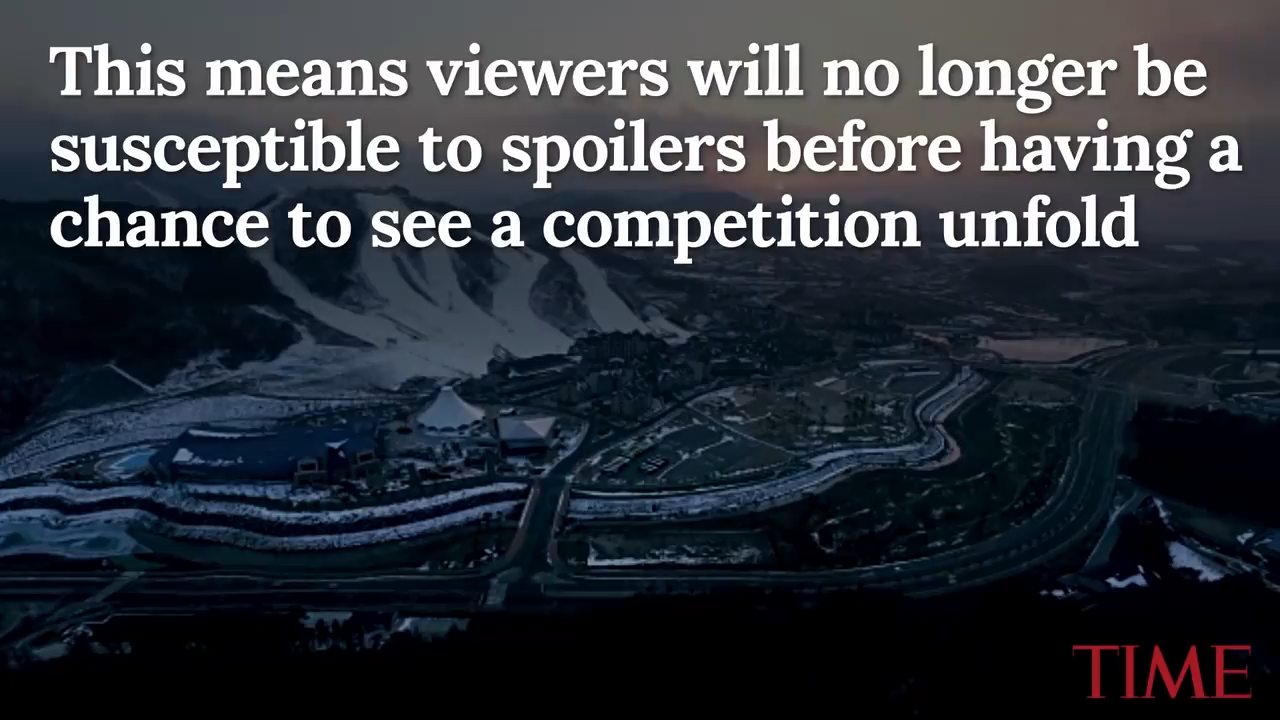 This means viewers will no longer be
susceptible to spoilers before having a
chance to see a competition unfold
TIME